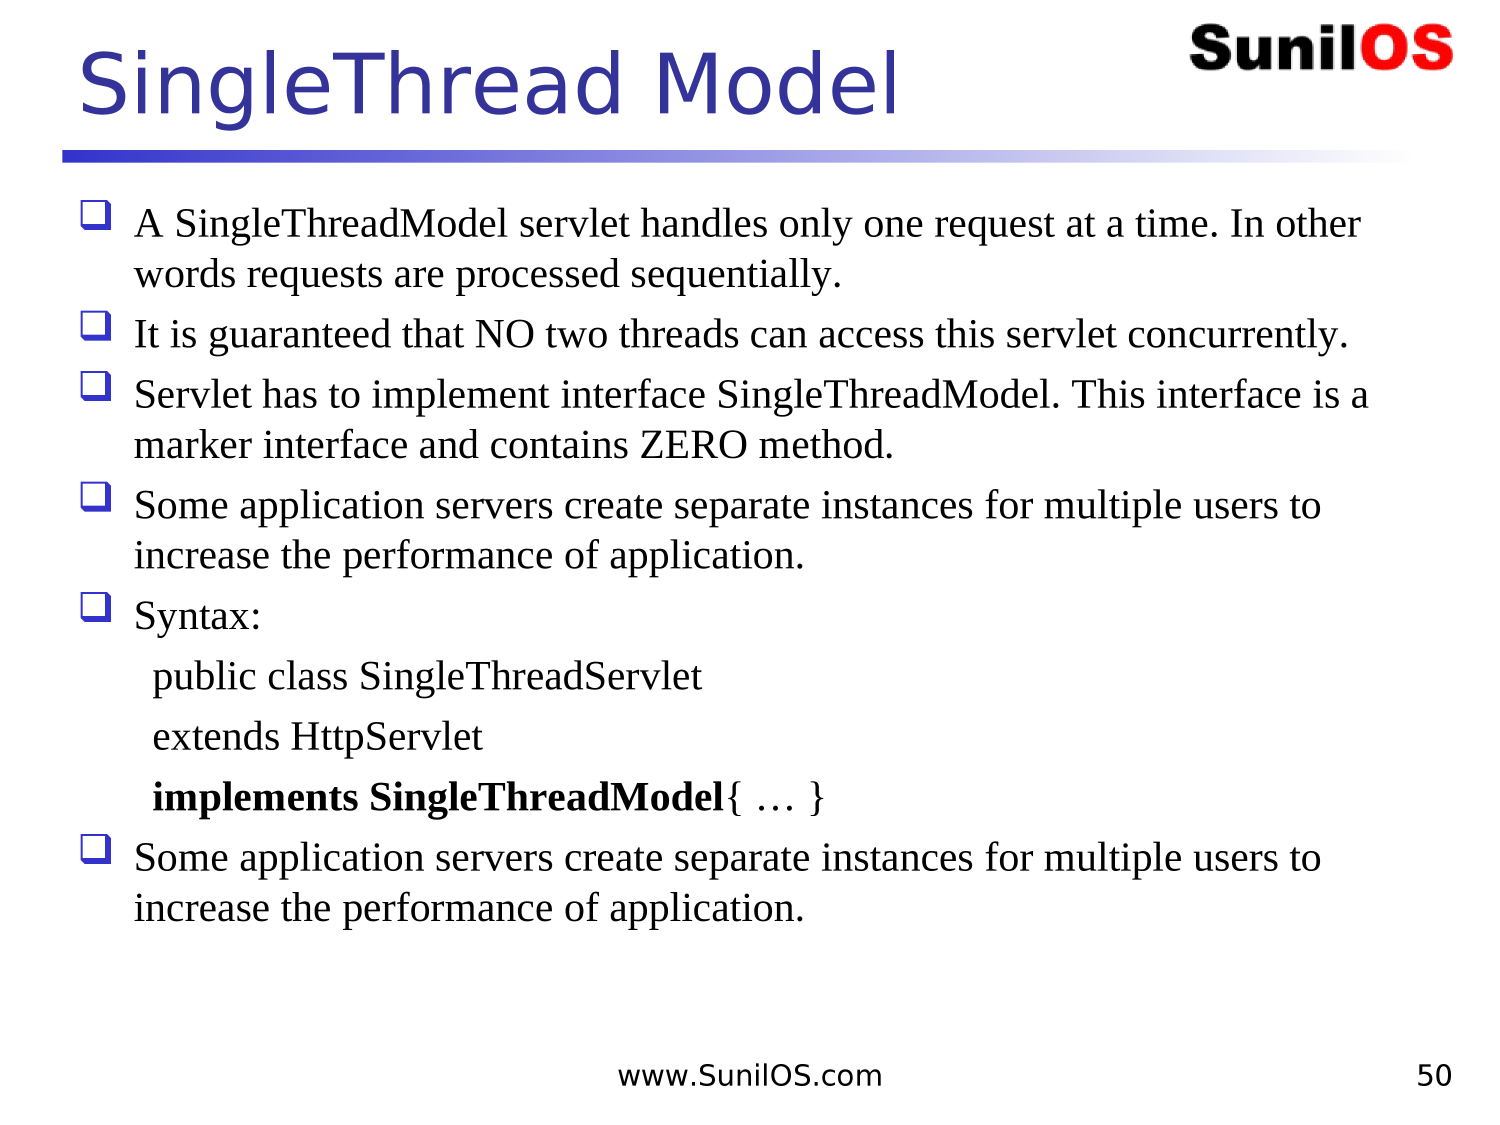 SingleThread Model
SunilOS
A SingleThreadModel servlet handles only one request at a time. In other
words requests are processed sequentially.
It is guaranteed that NO two threads can access this servlet concurrently.
Servlet has to implement interface SingleThreadModel. This interface is a
marker interface and contains ZERO method.
Some application servers create separate instances for multiple users to
increase the performance of application.
Syntax:
public class SingleThreadServlet
extends HttpServlet
implements SingleThreadModel{ … }
Some application servers create separate instances for multiple users to
increase the performance of application.
www.SunilOS.com
50